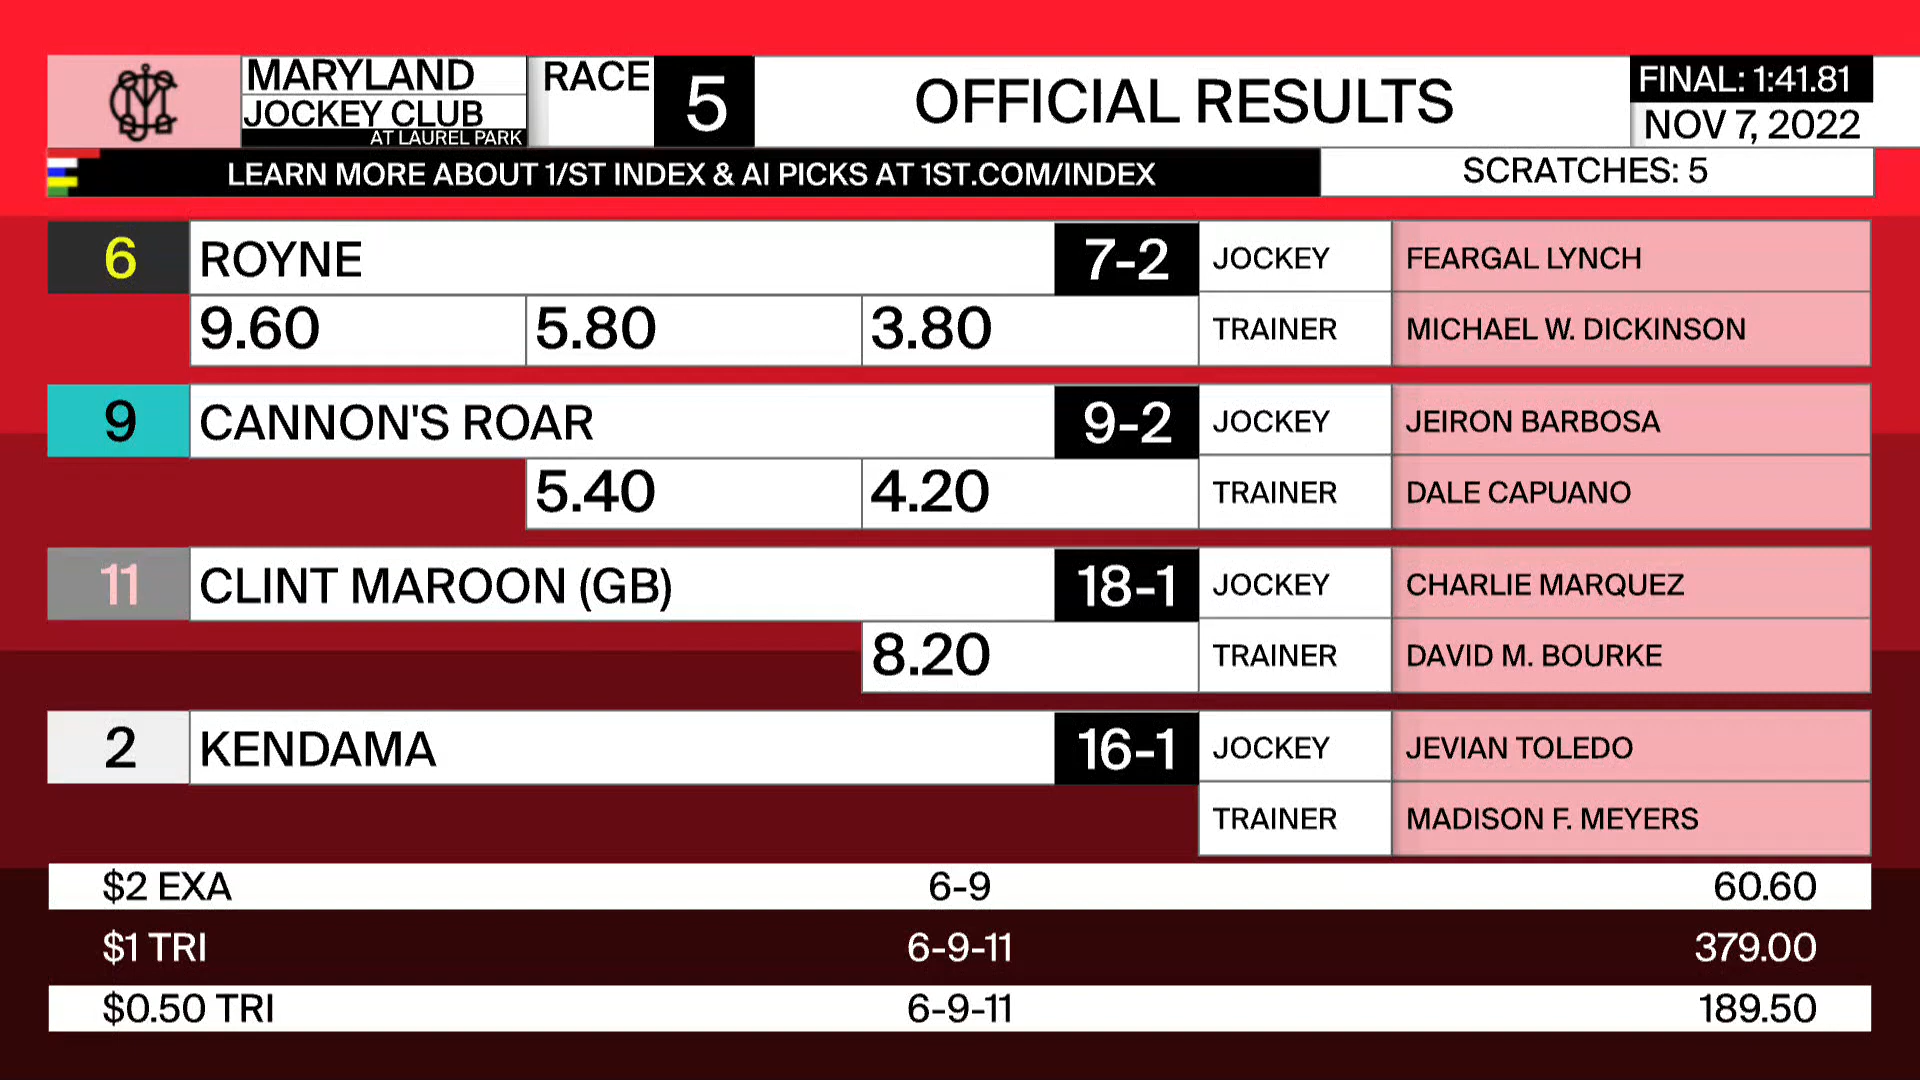 MARYLAND
JOCKEY CLUB
AT LAUREL PARK
RACE 5
OFFICIAL RESULTS
FINAL: 1:41.81
NOV 7, 2022
LEARN MORE ABOUT 1/ST INDEX & AI PICKS AT 1ST.COM/INDEX
SCRATCHES: 5
6 ROYNE 7-2 JOCKEY FEARGAL LYNCH
9.60 5.80 3.80 TRAINER MICHAEL W. DICKINSON
9 CANNON'S ROAR 9-2 JOCKEY JEIRON BARBOSA
5.40 4.20 TRAINER DALE CAPUANO
11 CLINT MAROON (GB) 18-1 JOCKEY CHARLIE MARQUEZ
8.20 TRAINER DAVID M. BOURKE
2 KENDAMA 16-1 JOCKEY JEVIAN TOLEDO
TRAINER MADISON F. MEYERS
$2 EXA 6-9 60.60
$1 TRI 6-9-11 379.00
$0.50 TRI 6-9-11 189.50